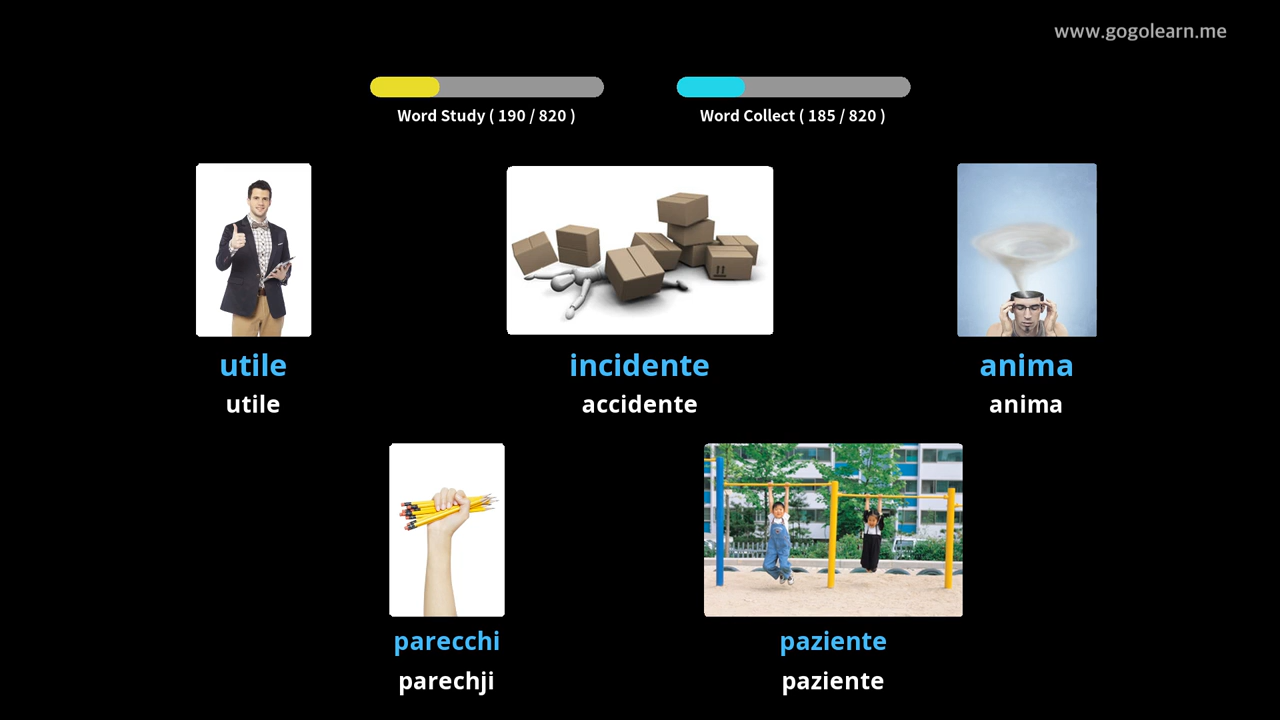 www.gogolearn.me
Word Study ( 190 / 820 )
Word Collect ( 185 / 820 )
utile
utile
incidente
accidente
anima
anima
parecchi
parechji
paziente
paziente